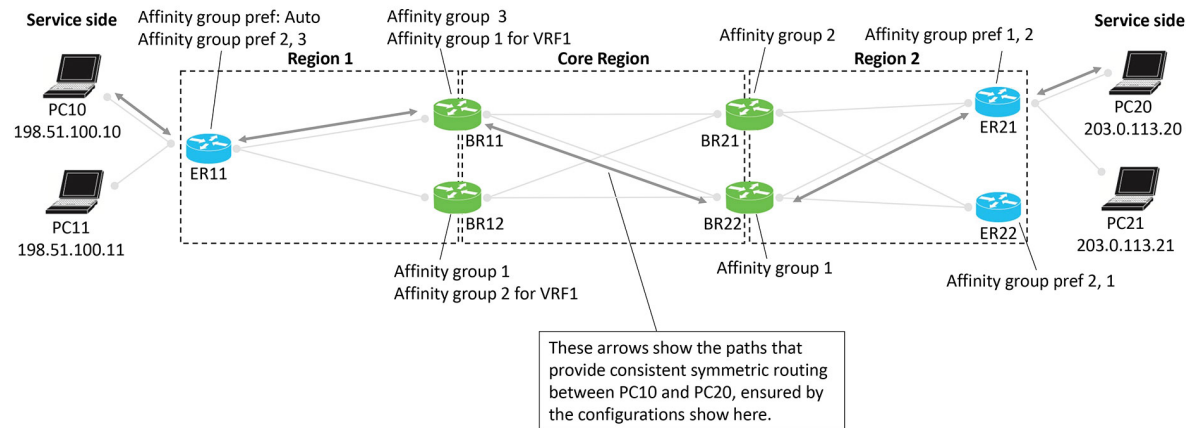 Service side
Affinity group pref: Auto
Affinity group pref 2, 3
Affinity group 3
Affinity group 1 for VRF1
Affinity group 2
Affinity group pref 1, 2
Service side
Region 1
Core Region
Region 2
PC10
198.51.100.10
ER11
BR11
BR21
ER21
PC20
203.0.113.20
PC11
198.51.100.11
BR12
BR22
ER22
PC21
203.0.113.21
Affinity group 1
Affinity group 2 for VRF1
Affinity group 1
Affinity group pref 2, 1
These arrows show the paths that
provide consistent symmetric routing
between PC10 and PC20, ensured by
the configurations show here.